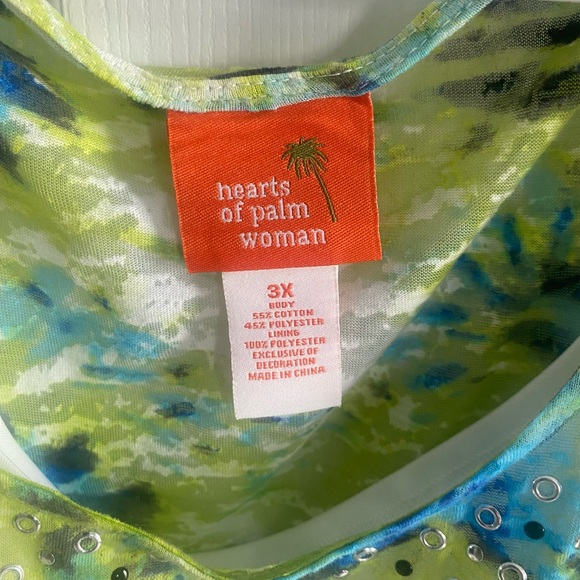 hearts
of palm
woman
3X
BODY
55% COTTON
45% POLYESTER
LINING
100% POLYESTER
EXCLUSIVE OF
DECORATION
MADE IN CHINA